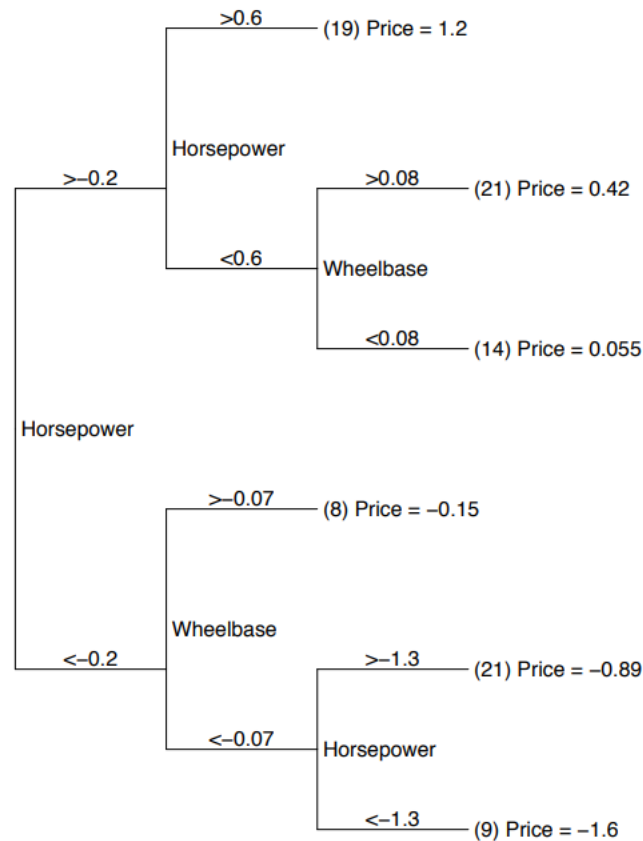 >0.6
(19) Price = 1.2
Horsepower
>−0.2
>0.08
(21) Price = 0.42
<0.6
Wheelbase
<0.08
(14) Price = 0.055
Horsepower
>−0.07
(8) Price = −0.15
Wheelbase
<−0.2
>−1.3
(21) Price = −0.89
<−0.07
Horsepower
<−1.3
(9) Price = −1.6